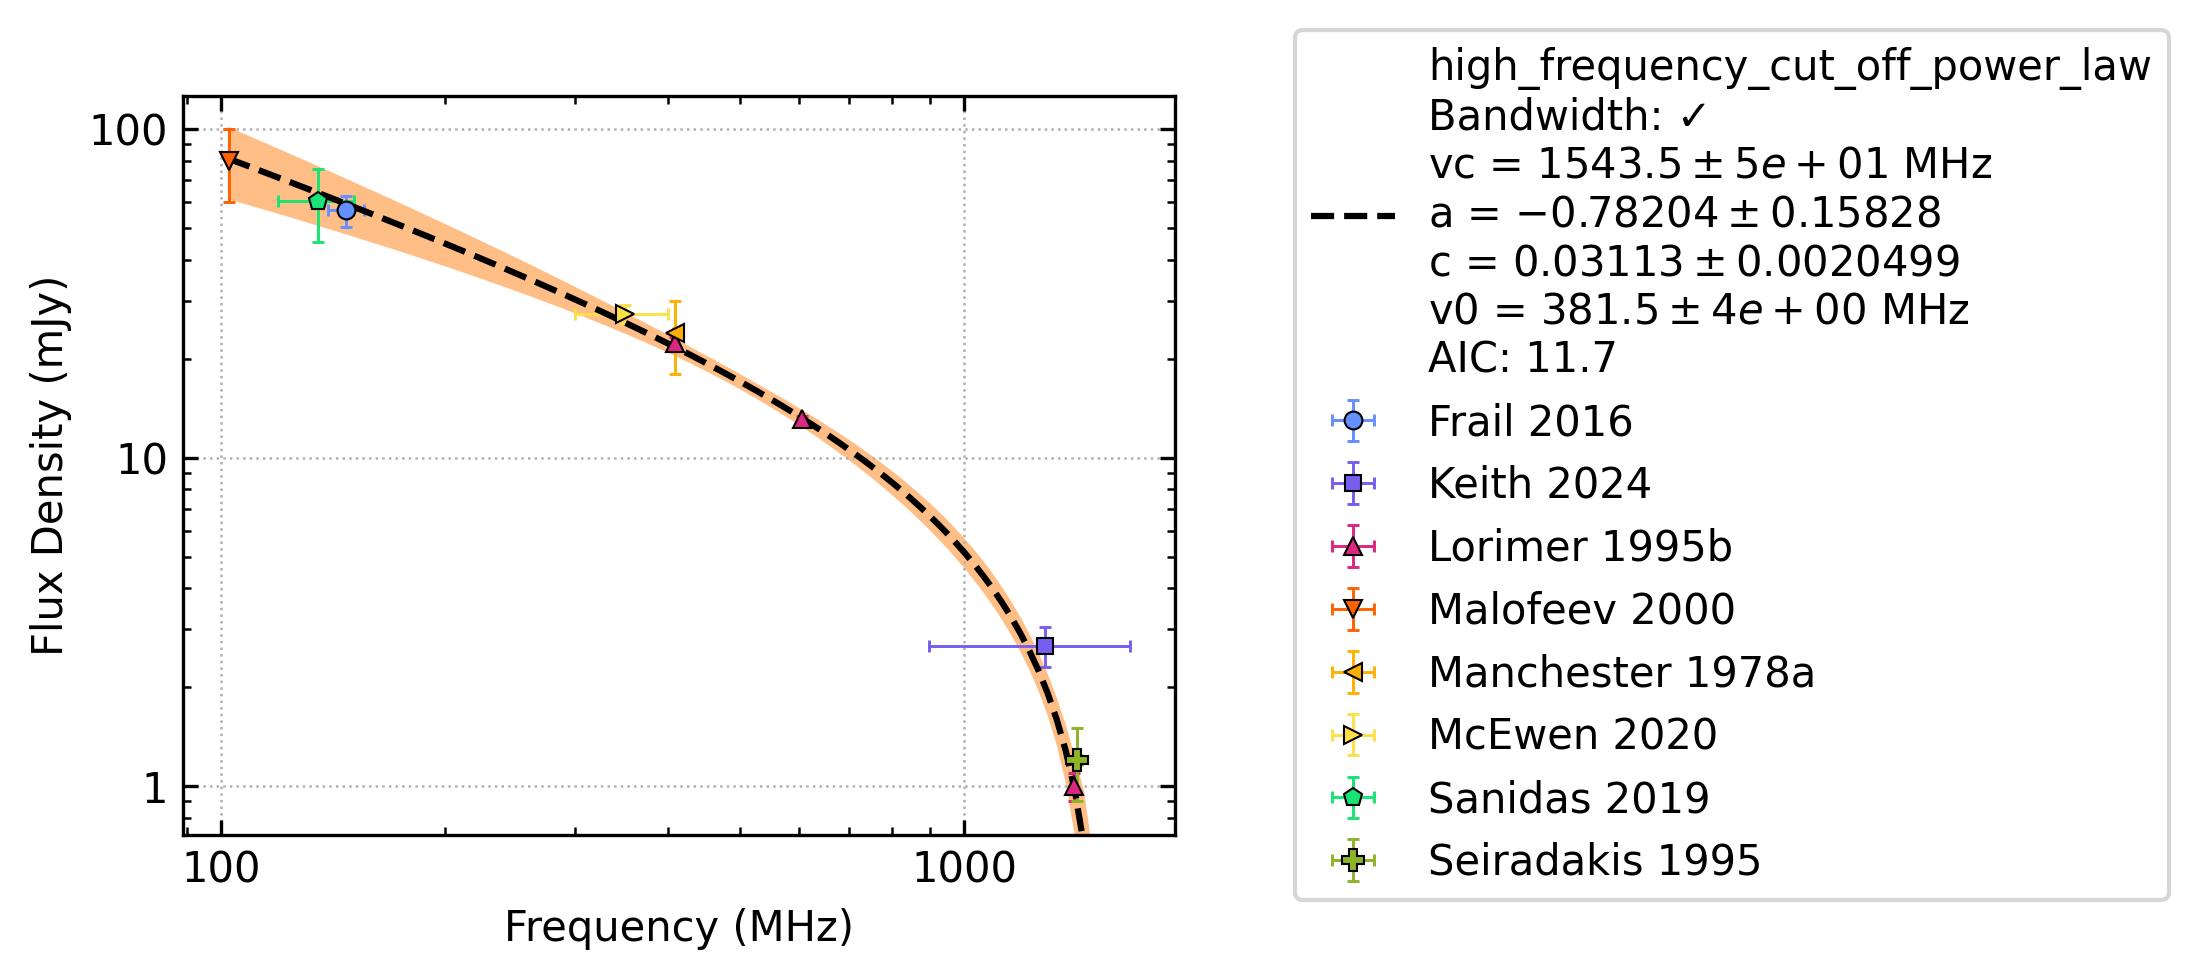 high_frequency_cut_off_power_law
Bandwidth: ✓
vc = 1543.5 ± 5e + 01 MHz
a = −0.78204 ± 0.15828
c = 0.03113 ± 0.0020499
v0 = 381.5 ± 4e + 00 MHz
AIC: 11.7
Frail 2016
Keith 2024
Lorimer 1995b
Malofeev 2000
Manchester 1978a
McEwen 2020
Sanidas 2019
Seiradakis 1995
Flux Density (mJy)
100
10
1
100
1000
Frequency (MHz)